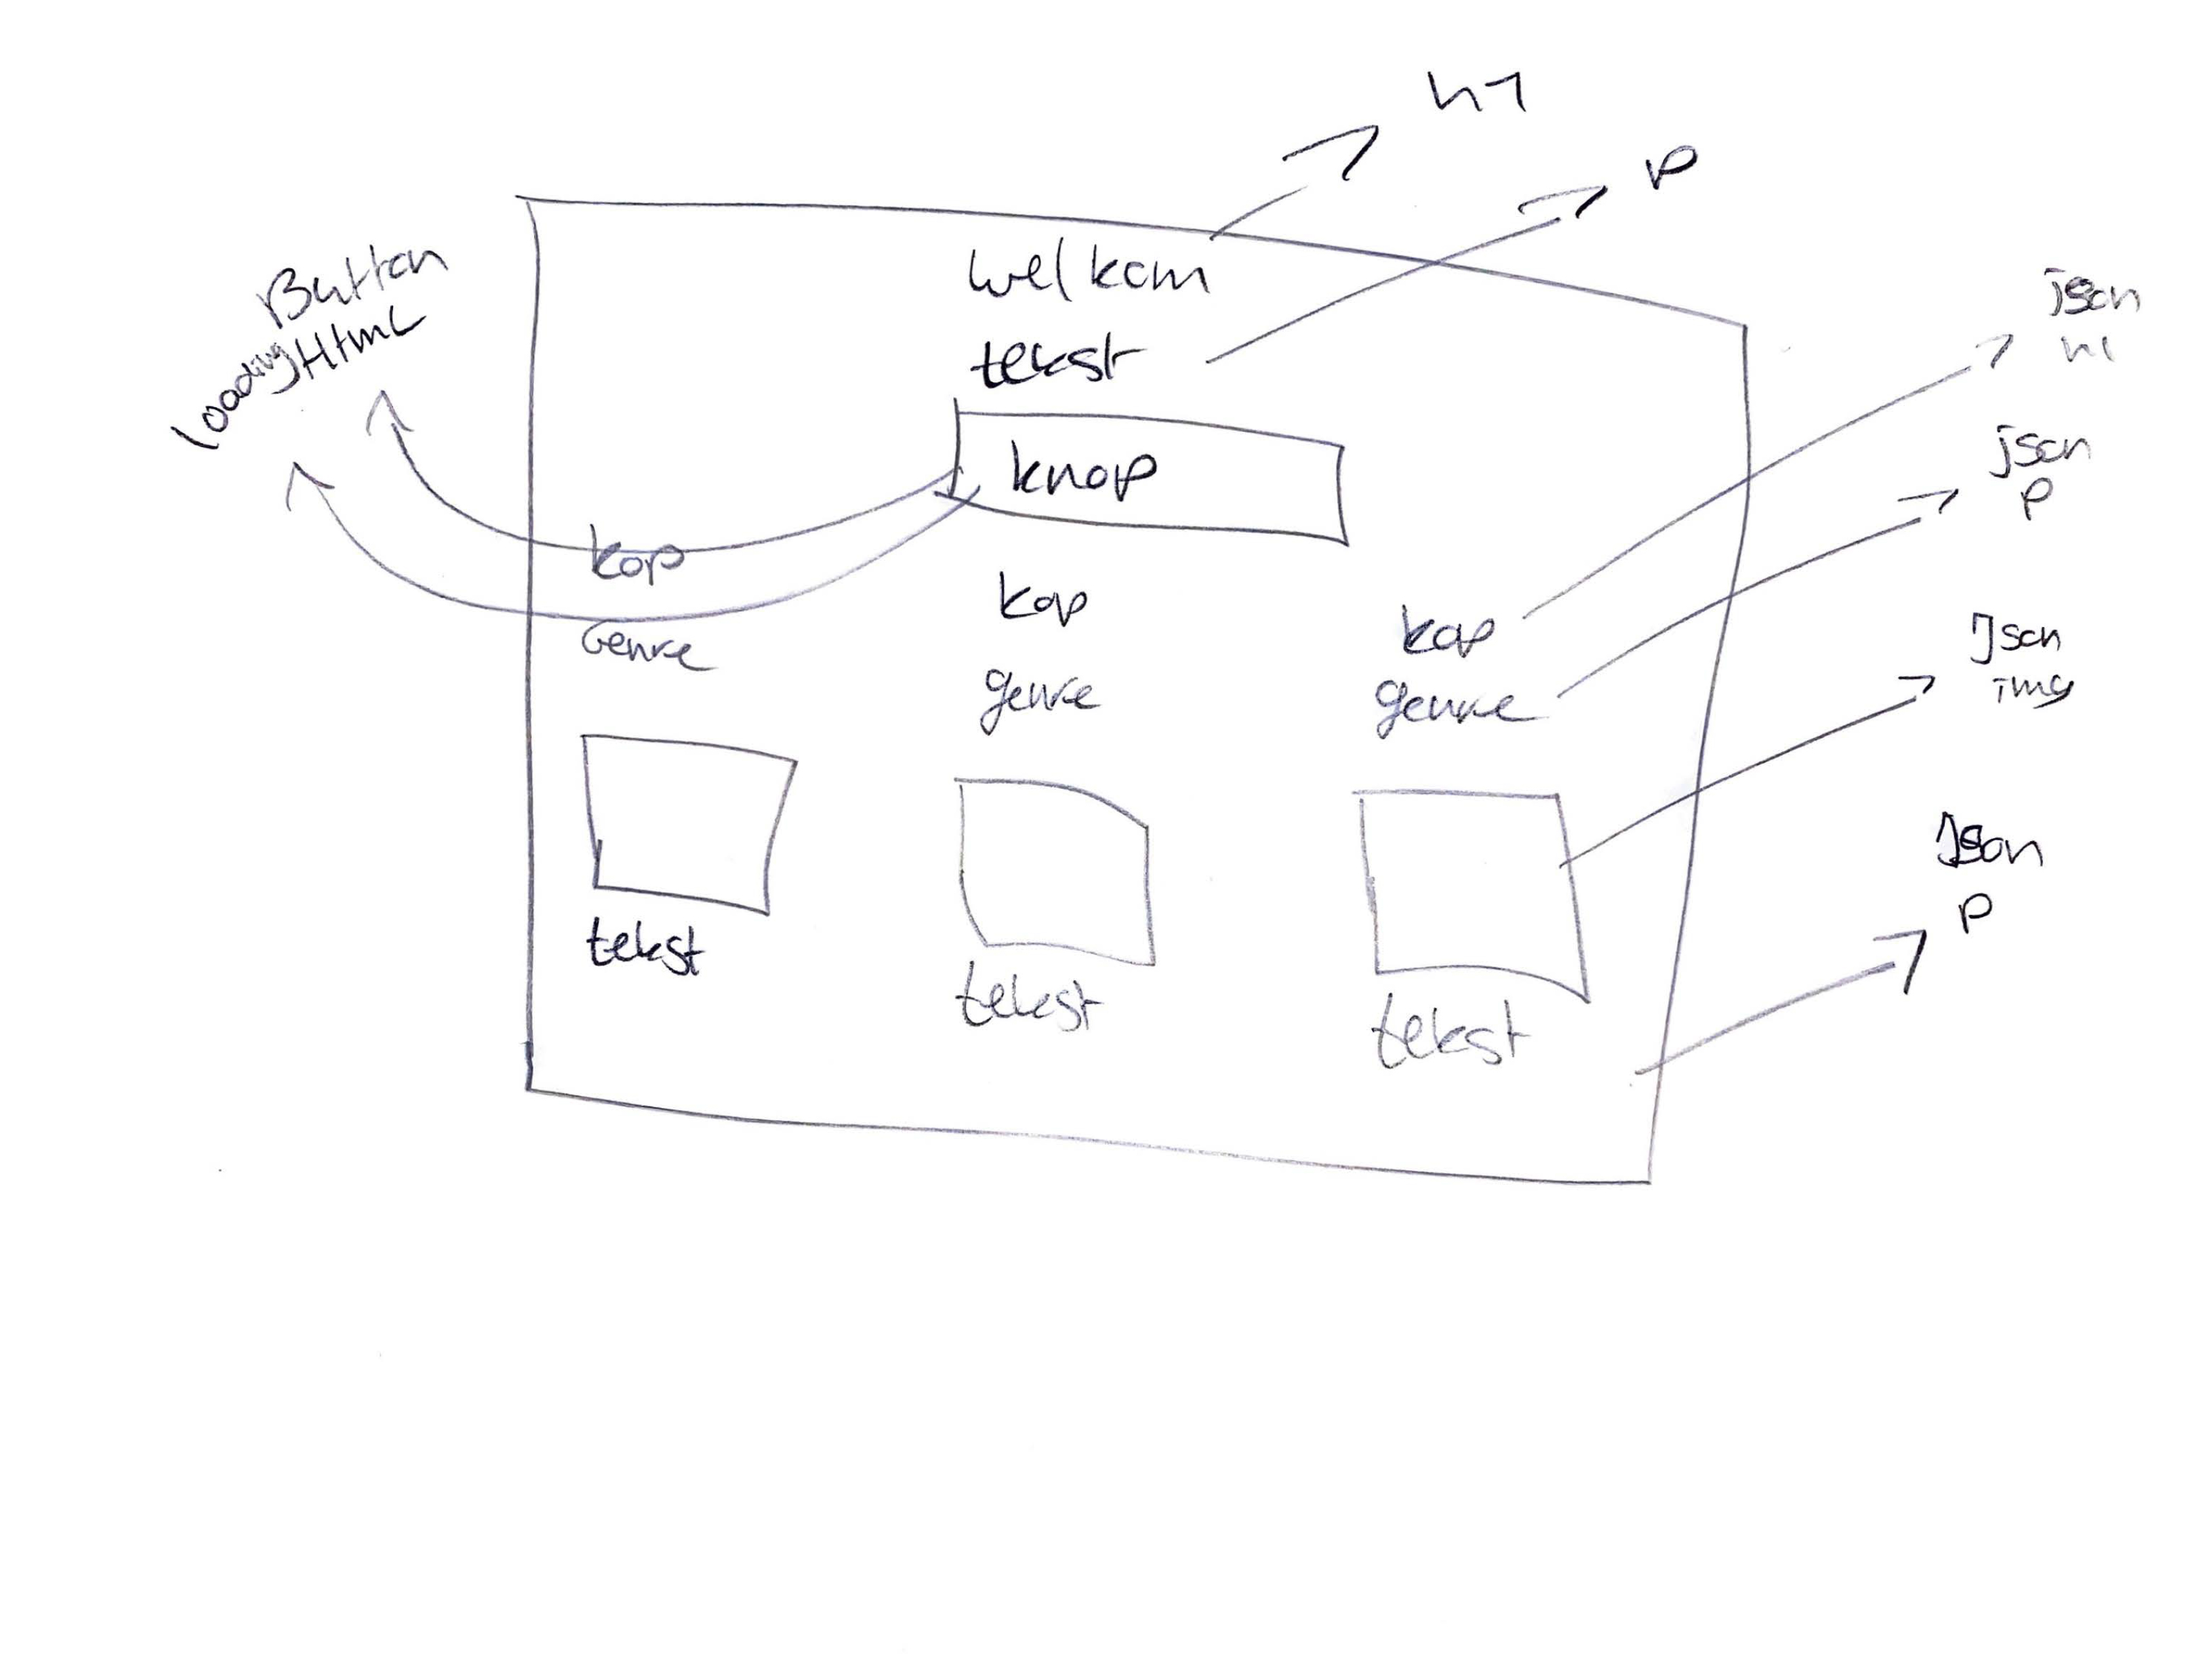 h1
p
welkom
tekst
Button
loading Html
knop
json
h1
json
p
kop
Genre
kop
genre
kop
genre
Json
img
tekst
tekst
tekst
Json
p